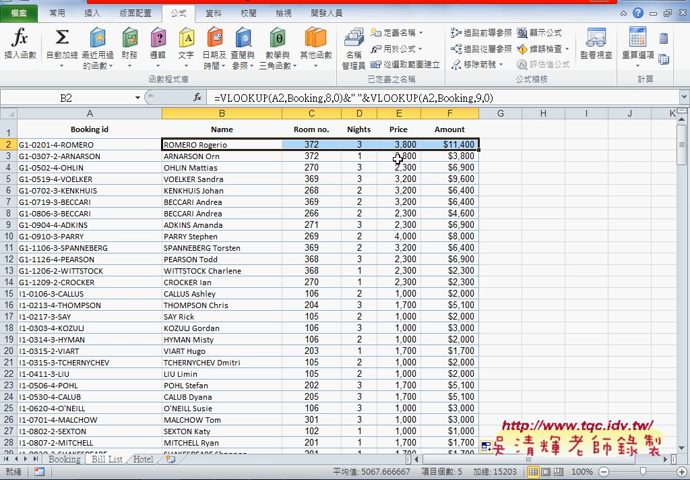 檔案 常用 插入 版面配置 公式 資料 校閱 檢視 開發人員
fx Σ
插入函數 自動加總 最近用過的函數 財務 邏輯 文字 日期及時間 查閱與參照 數學與三角函數 其他函數 名稱管理員 定義名稱 用於公式 從選取範圍建立 追蹤前導參照 追蹤從屬參照 移除箭號 顯示公式 錯誤檢查 評估值公式 監看視窗 重算選項
函數程式庫 已定義之名稱 公式稽核 計算
B2 fx =VLOOKUP(A2,Booking,8,0)&" "&VLOOKUP(A2,Booking,9,0)
A B C D E F G H I J K
1 Booking id Name Room no. Nights Price Amount
2 G1-0201-4-ROMERO ROMERO Rogerio 372 3 3,800 $11,400
3 G1-0307-2-ARNARSON ARNARSON Orn 372 1 3,800 $3,800
4 G1-0502-4-OHLIN OHLIN Mattias 270 3 2,300 $6,900
5 G1-0519-4-VOELKER VOELKER Sandra 369 3 3,200 $9,600
6 G1-0702-3-KENKHUIS KENKHUIS Johan 268 2 3,200 $6,400
7 G1-0719-3-BECCARI BECCARI Andrea 369 2 3,200 $6,400
8 G1-0806-3-BECCARI BECCARI Andrea 266 2 2,300 $4,600
9 G1-0904-4-ADKINS ADKINS Amanda 271 3 2,300 $6,900
10 G1-0910-3-PARRY PARRY Stephen 269 2 4,000 $8,000
11 G1-1106-3-SPANNEBERG SPANNEBERG Torsten 369 2 3,200 $6,400
12 G1-1126-4-PEARSON PEARSON Todd 368 3 2,300 $6,900
13 G1-1206-2-WITTSTOCK WITTSTOCK Charlene 368 1 2,300 $2,300
14 G1-1209-2-CROCKER CROCKER Ian 270 1 2,300 $2,300
15 I1-0106-3-CALLUS CALLUS Ashley 106 2 1,000 $2,000
16 I1-0213-4-THOMPSON THOMPSON Chris 204 3 1,700 $5,100
17 I1-0217-3-SAY SAY Rick 105 2 1,000 $2,000
18 I1-0303-4-KOZULI KOZULI Gordan 106 3 1,000 $3,000
19 I1-0314-3-HYMAN HYMAN Misty 106 2 1,000 $2,000
20 I1-0315-2-VIART VIART Hugo 203 1 1,700 $1,700
21 I1-0315-3-TCHERNYCHEV TCHERNYCHEV Dmitri 105 2 1,000 $2,000
22 I1-0411-3-LIU LIU Limin 105 2 1,000 $2,000
23 I1-0506-4-POHL POHL Stefan 202 3 1,700 $5,100
24 I1-0530-4-CALUB CALUB Dyana 205 3 1,700 $5,100
25 I1-0620-4-O'NEILL O'NEILL Susie 106 3 1,000 $3,000
26 I1-0701-4-MALCHOW MALCHOW Tom 301 3 1,000 $3,000
27 I1-0802-2-SEXTON SEXTON Katy 102 1 1,000 $1,000
28 I1-0807-2-MITCHELL MITCHELL Ryan 201 1 1,700 $1,700
http://www.tqc.idv.tw/
吳清輝老師錄製
Booking Bill List Hotel
就緒 平均值: 5067.666667 項目個數: 5 加總: 15203 100%